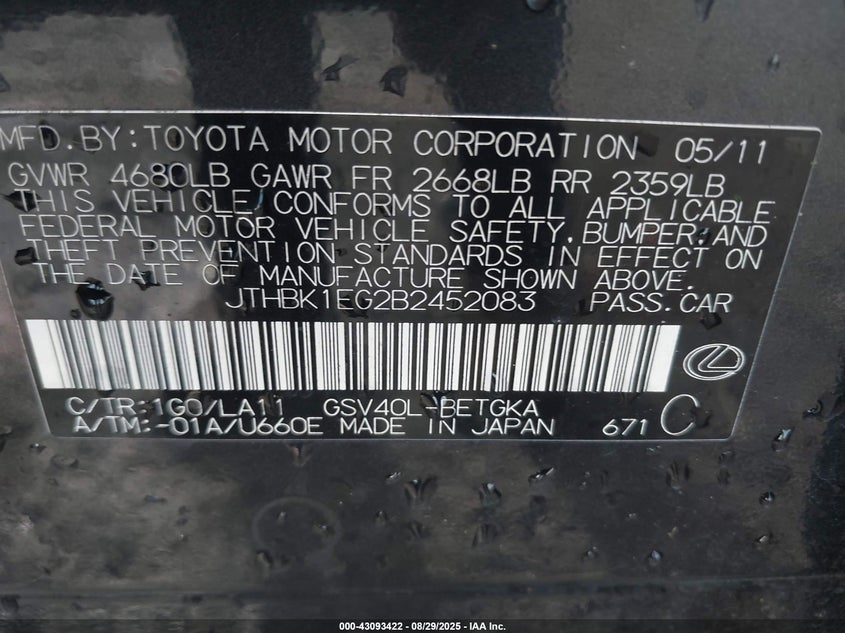 MFD. BY: TOYOTA MOTOR CORPORATION 05/11
GVWR 4680LB GAWR FR 2668LB RR 2359LB
THIS VEHICLE CONFORMS TO ALL APPLICABLE
FEDERAL MOTOR VEHICLE SAFETY, BUMPER, AND
THEFT PREVENTION STANDARDS IN EFFECT ON
THE DATE OF MANUFACTURE SHOWN ABOVE.
JTHBK1EG2B2452083 PASS. CAR
C/TR: 1G0/LA11 GSV40L-BETGKA
A/TM: -01A/U660E MADE IN JAPAN 671 C
000-43093422 - 08/29/2025 - IAA Inc.